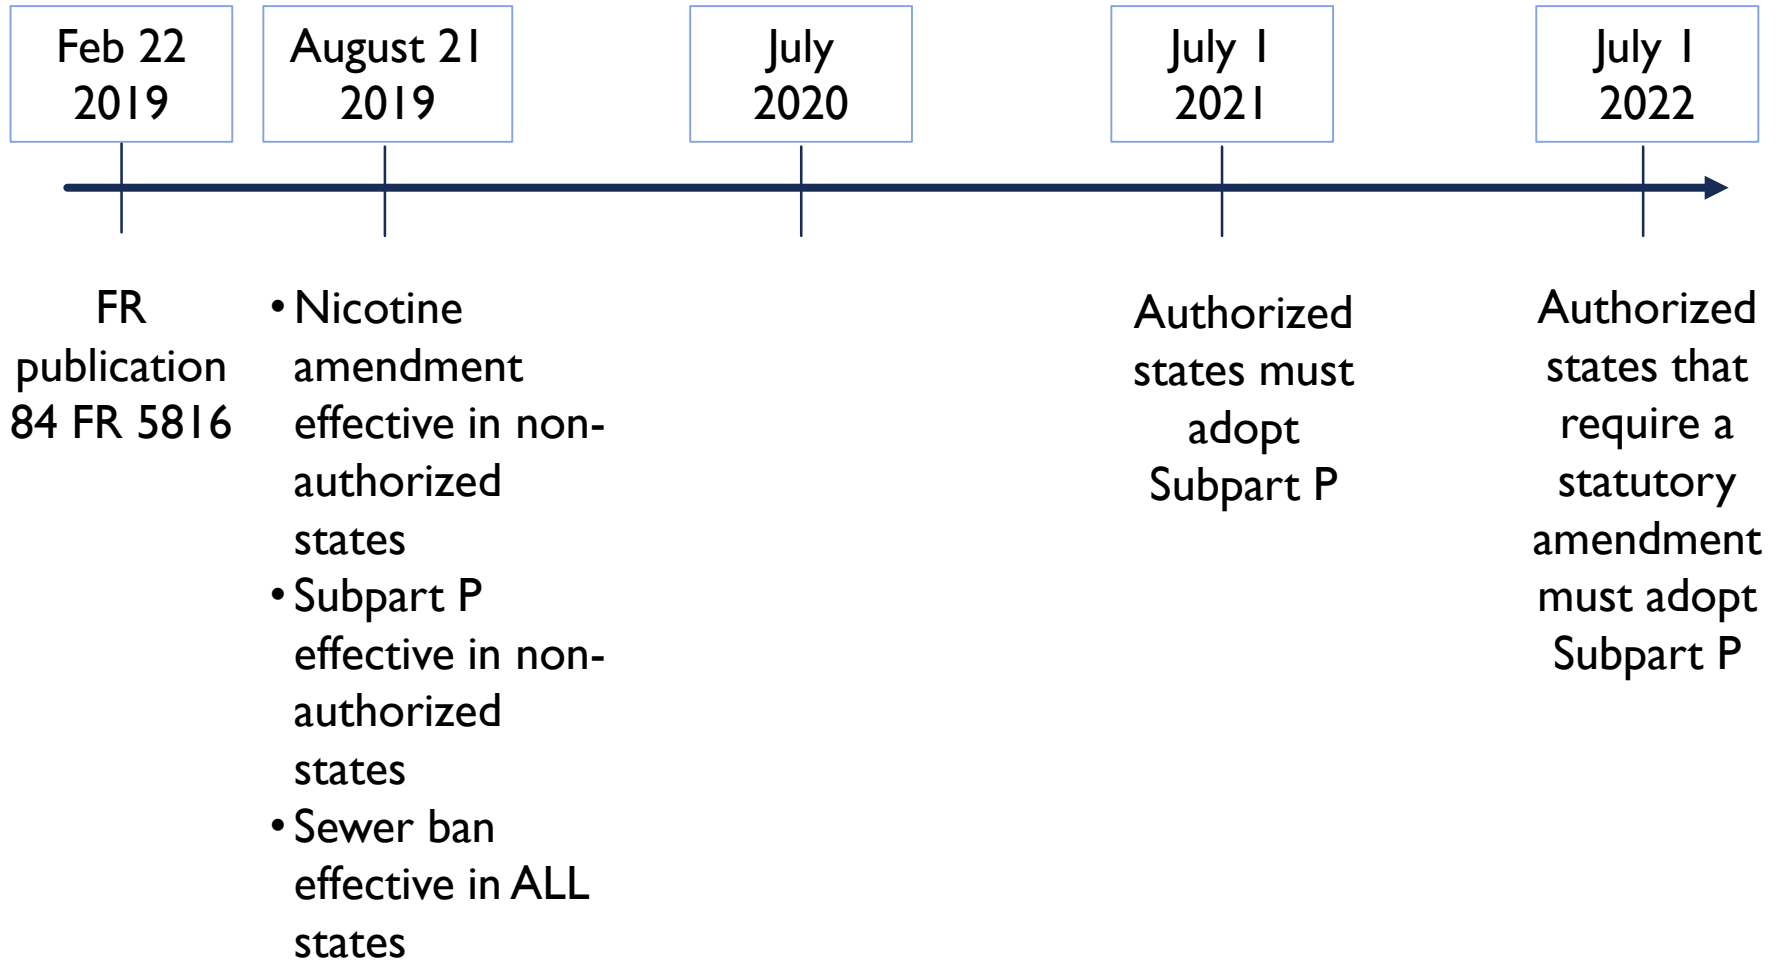 Feb 22
2019
August 21
2019
July
2020
July 1
2021
July 1
2022
FR
publication
84 FR 5816
• Nicotine
amendment
effective in non-
authorized
states
• Subpart P
effective in non-
authorized
states
• Sewer ban
effective in ALL
states
Authorized
states must
adopt
Subpart P
Authorized
states that
require a
statutory
amendment
must adopt
Subpart P